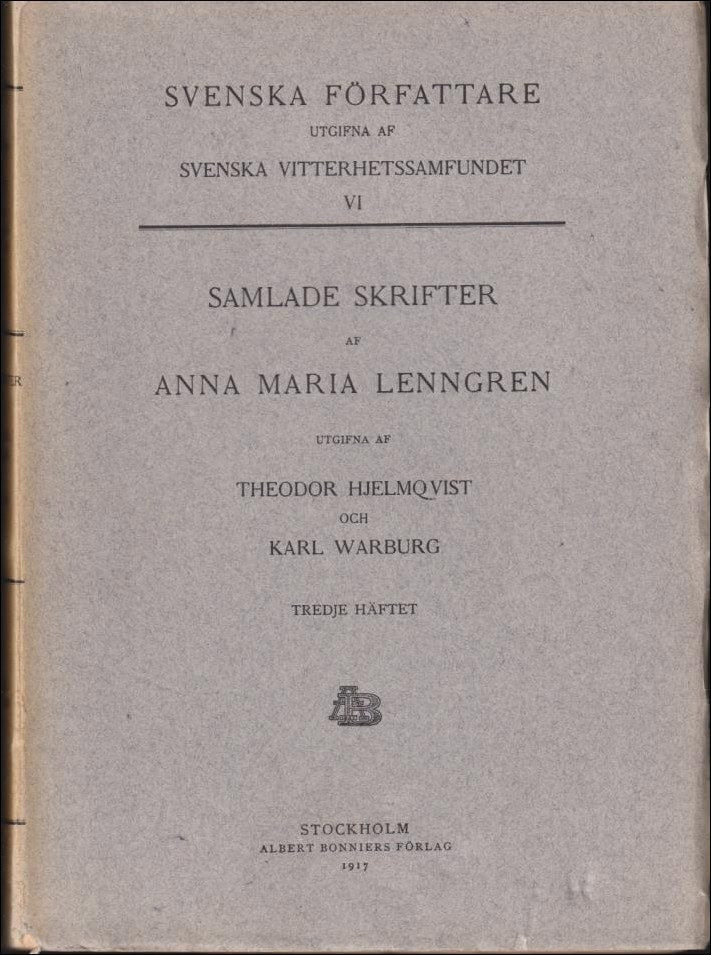 SVENSKA FÖRFATTARE
UTGIFNA AF
SVENSKA VITTERHETSSAMFUNDET
VI
SAMLADE SKRIFTER
AF
ANNA MARIA LENNGREN
UTGIFNA AF
THEODOR HJELMQVIST
OCH
KARL WARBURG
TREDJE HÄFTET
STOCKHOLM
ALBERT BONNIERS FÖRLAG
1917